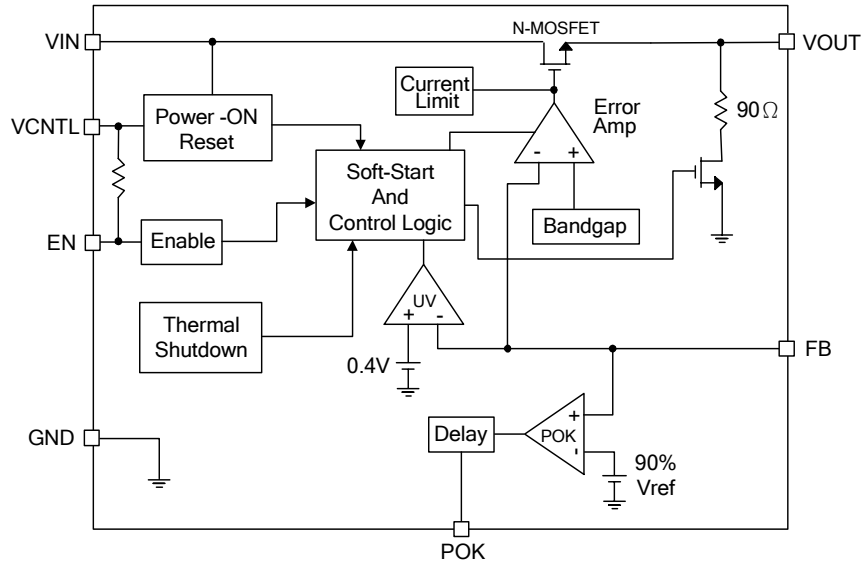 VIN
N-MOSFET
VOUT
Current
Limit
Error
Amp
90Ω
VCNTL
Power -ON
Reset
- +
Soft-Start
And
Control Logic
EN
Enable
Bandgap
UV
+ -
Thermal
Shutdown
0.4V
FB
GND
Delay
+
POK
-
90%
Vref
POK